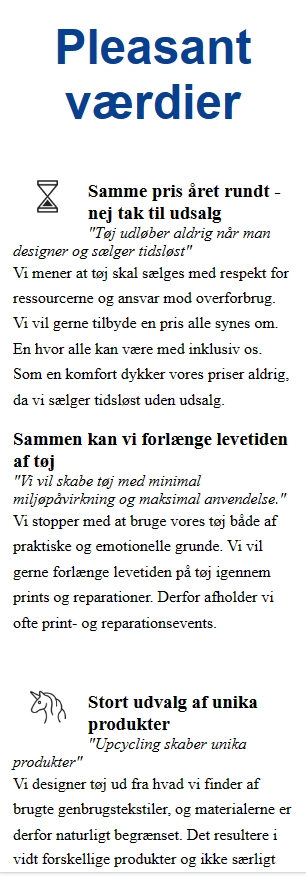 Pleasant
værdier
Samme pris året rundt -
nej tak til udsalg
"Tøj udløber aldrig når man
designer og sælger tidsløst"
Vi mener at tøj skal sælges med respekt for
ressourcerne og ansvar mod overforbrug.
Vi vil gerne tilbyde en pris alle synes om.
En hvor alle kan være med inklusiv os.
Som en komfort dykker vores priser aldrig,
da vi sælger tidsløst uden udsalg.
Sammen kan vi forlænge levetiden
af tøj
"Vi vil skabe tøj med minimal
miljøpåvirkning og maksimal anvendelse."
Vi stopper med at bruge vores tøj både af
praktiske og emotionelle grunde. Vi vil
gerne forlænge levetiden på tøj igennem
prints og reparationer. Derfor afholder vi
ofte print- og reparationsevents.
Stort udvalg af unika
produkter
"Upcycling skaber unika
produkter"
Vi designer tøj ud fra hvad vi finder af
brugte genbrugstekstiler, og materialerne er
derfor naturligt begrænset. Det resultere i
vidt forskellige produkter og ikke særligt